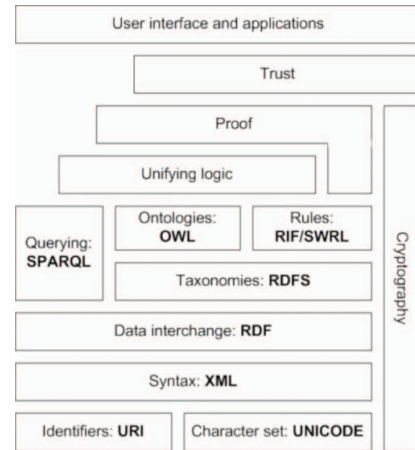 User interface and applications
Trust
Proof
Unifying logic
Querying:
SPARQL
Ontologies:
OWL
Rules:
RIF/SWRL
Taxonomies: RDFS
Cryptography
Data interchange: RDF
Syntax: XML
Identifiers: URI
Character set: UNICODE